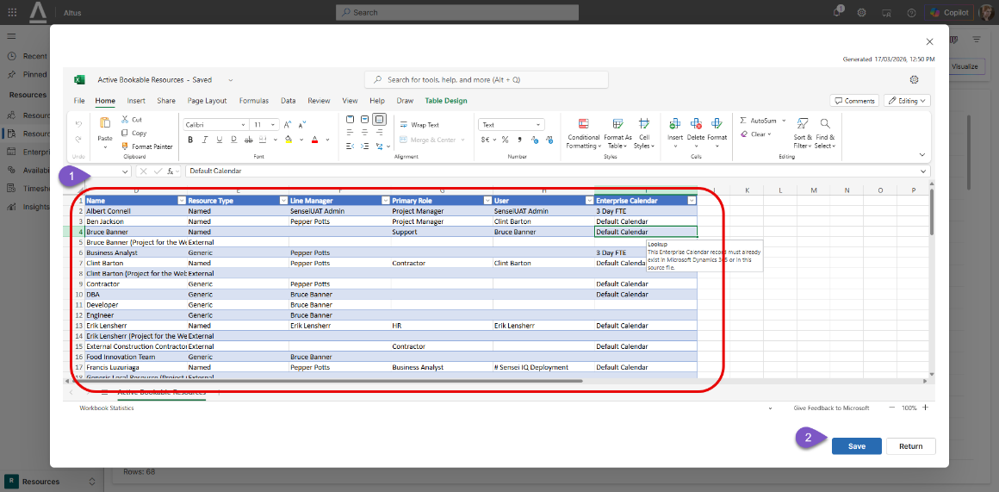 Altus
Search
1
Copilot
Recent
Pinned
Resources
Resourc
Resourc
Enterpri
Availabi
Timeshe
Insights
Visualize
Generated 17/03/2026, 12:50 PM
Active Bookable Resources - Saved
Search for tools, help, and more (Alt + Q)
File Home Insert Share Page Layout Formulas Data Review View Help Draw Table Design
Comments Editing
Undo
Paste
Cut
Copy
Format Painter
Clipboard
Calibri 11
B I U D ab
Font
Wrap Text
Merge & Center
Alignment
Text
Number
Conditional Formatting
Format As Table
Cell Styles
Styles
Insert Delete Format
Cells
AutoSum
Clear
Sort & Filter
Find & Select
Editing
1
fx Default Calendar
D E F G H I J K L M N O P
1 Name Resource Type Line Manager Primary Role User Enterprise Calendar
2 Albert Connell Named SenseiUAT Admin Project Manager SenseiUAT Admin 3 Day FTE
3 Ben Jackson Named Pepper Potts Project Manager Clint Barton Default Calendar
4 Bruce Banner Named Support Bruce Banner Default Calendar
5 Bruce Banner (Project for the We External
6 Business Analyst Generic Pepper Potts 3 Day FTE
7 Clint Barton Named Pepper Potts Contractor Clint Barton Default Calenda
8 Clint Barton (Project for the Web External
9 Contractor Generic Pepper Potts Default Calendar
10 DBA Generic Bruce Banner Default Calendar
11 Developer Generic Bruce Banner
12 Engineer Generic Bruce Banner
13 Erik Lensherr Named Erik Lensherr HR Erik Lensherr Default Calendar
14 Erik Lensherr (Project for the We External
15 External Construction Contractor External Contractor Default Calendar
16 Food Innovation Team Generic Bruce Banner
17 Francis Luzuriaga Named Pepper Potts Business Analyst # Sensei IQ Deployment Default Calendar
18 Generic Local Resource (Project External
Lookup
This Enterprise Calendar record must already
exist in Microsoft Dynamics 365 or in this
source file.
Active Bookable Resources
Workbook Statistics
Give Feedback to Microsoft
100%
2
Save
Return
R Resources
Rows: 68